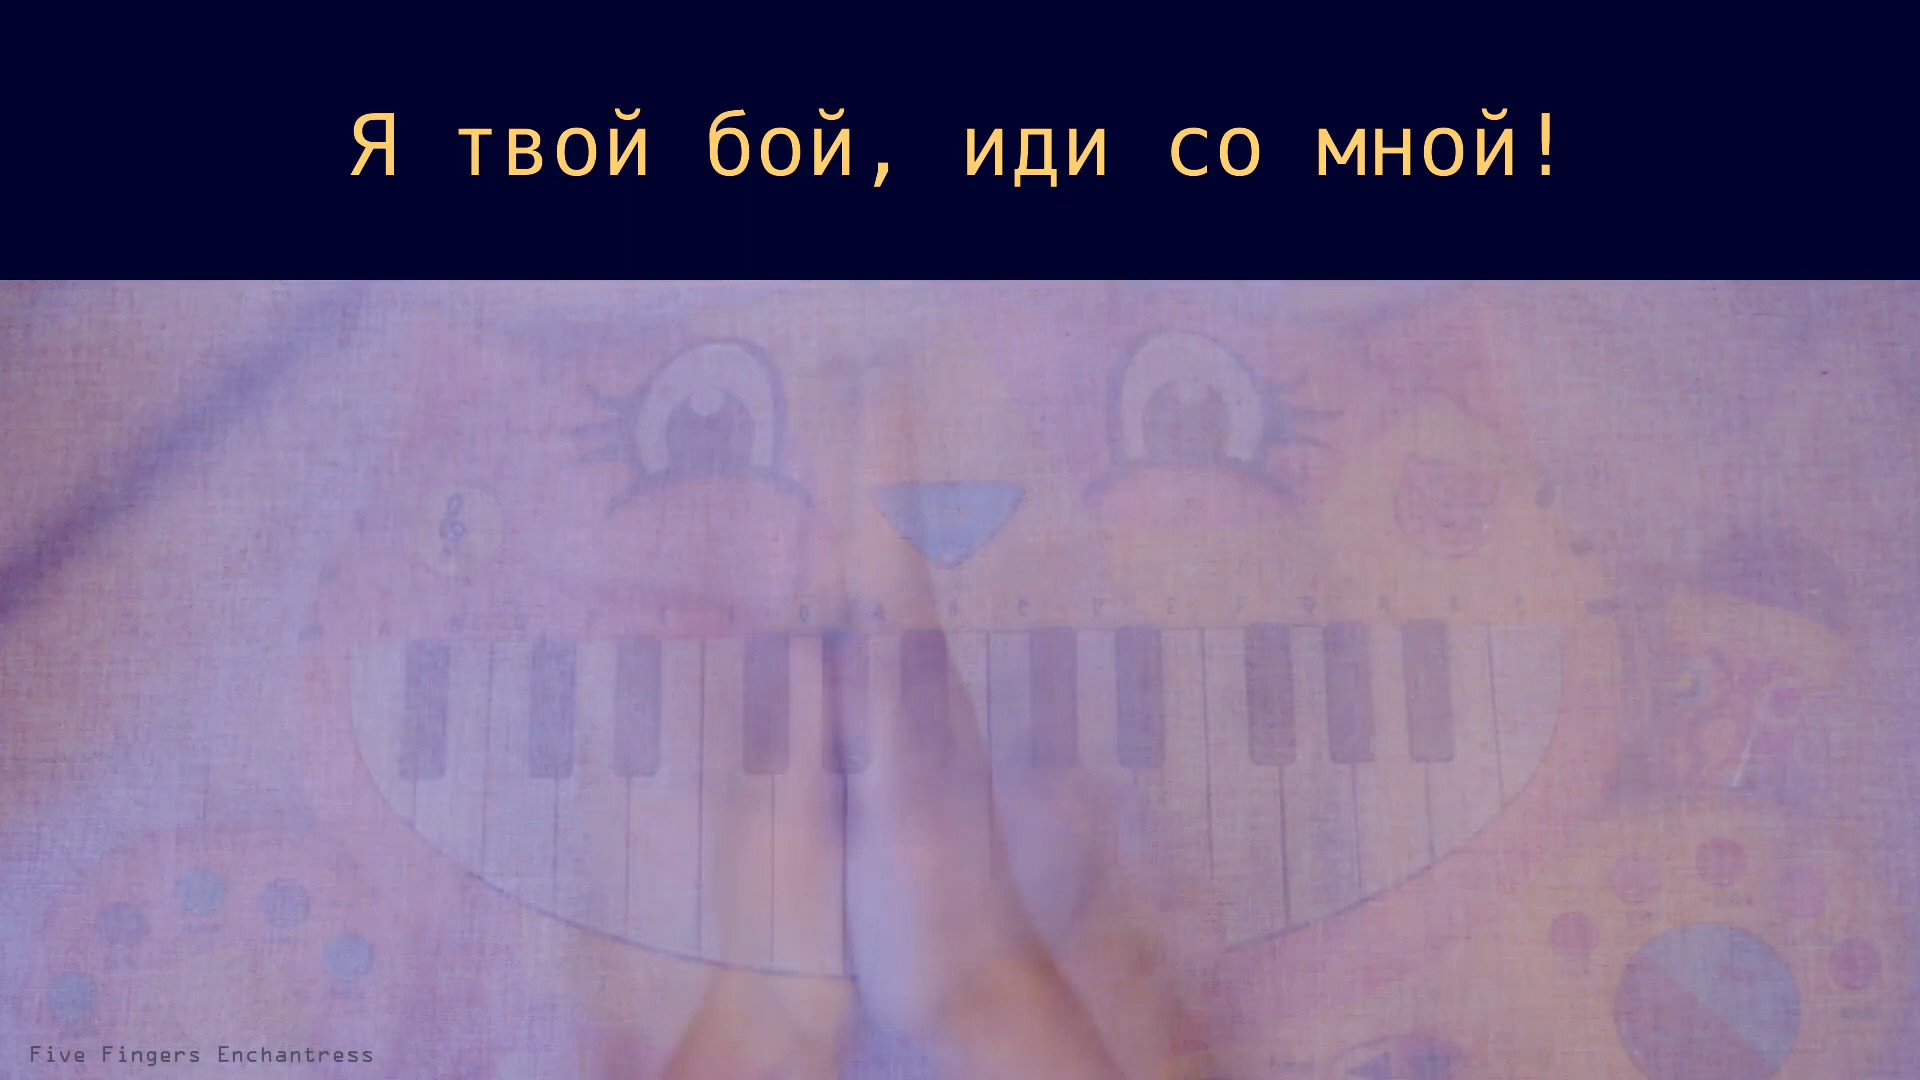 Я твой бой, иди со мной!
Five Fingers Enchantress